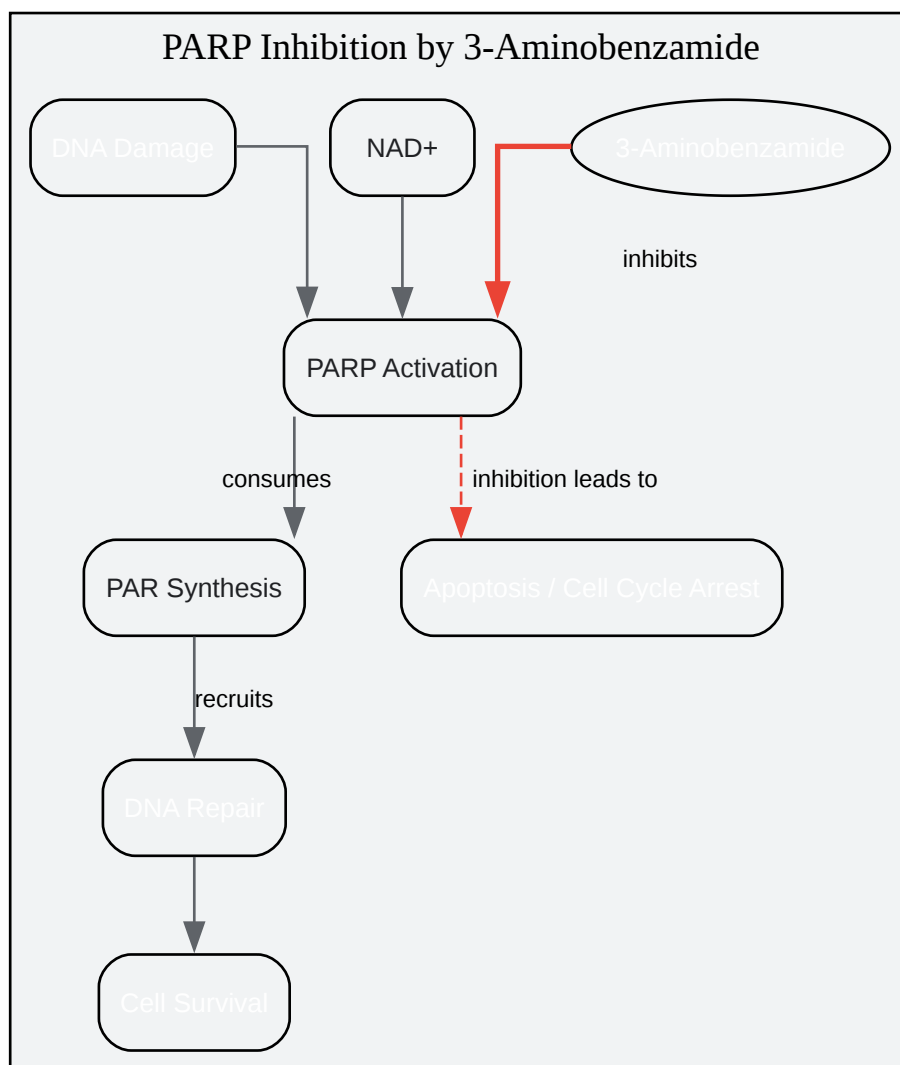 PARP Inhibition by 3-Aminobenzamide
DNA Damage
NAD+
3-Aminobenzamide
inhibits
PARP Activation
consumes
inhibition leads to
PAR Synthesis
Apoptosis / Cell Cycle Arrest
recruits
DNA Repair
Cell Survival